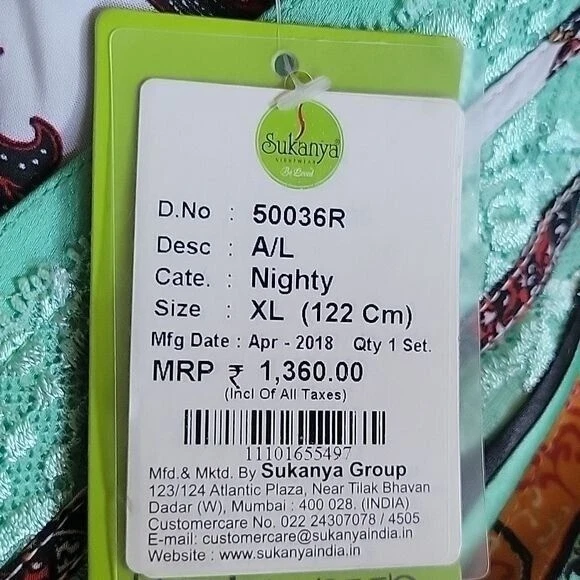 Sukanya
NIGHTWEAR
Be Loved
D.No : 50036R
Desc : A/L
Cate. : Nighty
Size : XL (122 Cm)
Mfg Date : Apr - 2018 Qty 1 Set.
MRP ₹ 1,360.00
(Incl Of All Taxes)
11101655497
Mfd.& Mktd. By Sukanya Group
123/124 Atlantic Plaza, Near Tilak Bhavan
Dadar (W), Mumbai : 400 028. (INDIA)
Customercare No. 022 24307078 / 4505
E-mail: customercare@sukanyaindia.in
Website : www.sukanyaindia.in